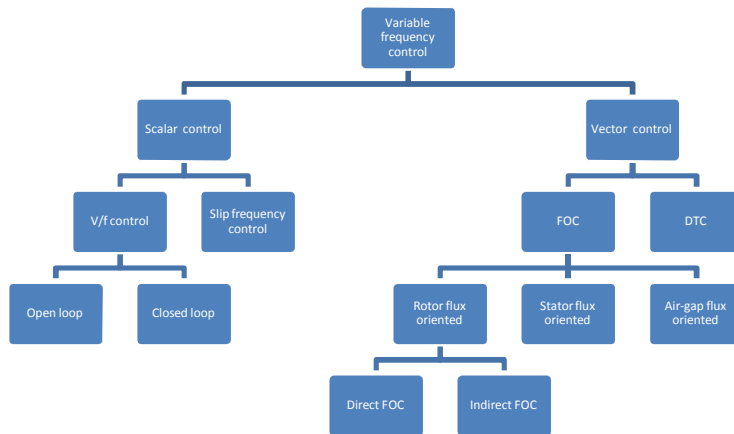 Variable
frequency
control
Scalar control
Vector control
V/f control
Slip frequency
control
FOC
DTC
Open loop
Closed loop
Rotor flux
oriented
Stator flux
oriented
Air-gap flux
oriented
Direct FOC
Indirect FOC